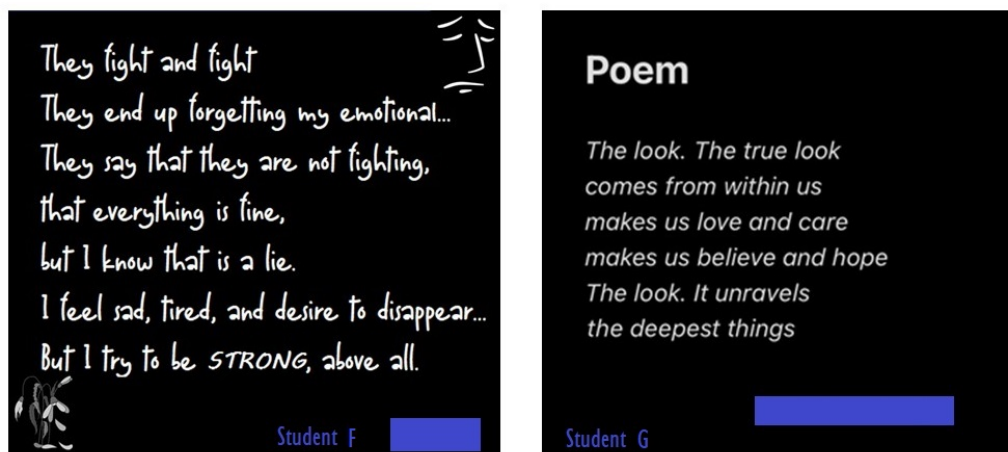 They fight and fight
They end up forgetting my emotional...
They say that they are not fighting,
that everything is fine,
but I know that is a lie.
I feel sad, tired, and desire to disappear...
But I try to be STRONG, above all.
Student F
Poem
The look. The true look
comes from within us
makes us love and care
makes us believe and hope
The look. It unravels
the deepest things
Student G